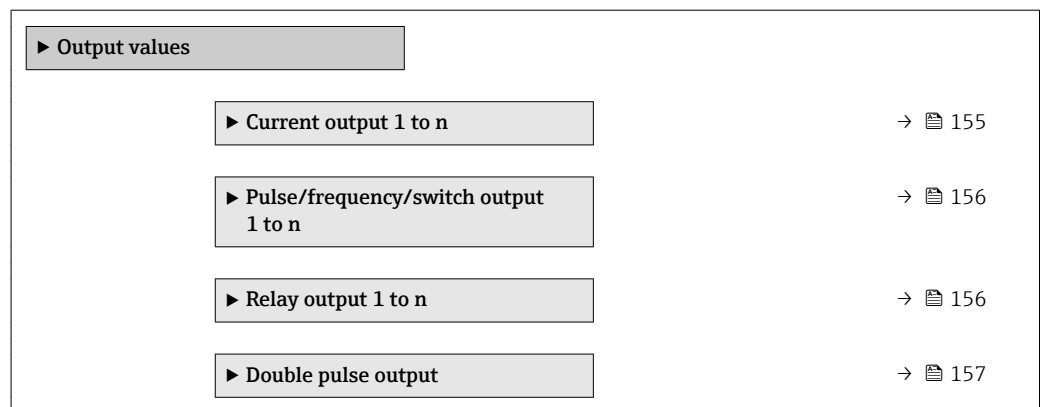 ▶ Output values
▶ Current output 1 to n → 155
▶ Pulse/frequency/switch output → 156
1 to n
▶ Relay output 1 to n → 156
▶ Double pulse output → 157